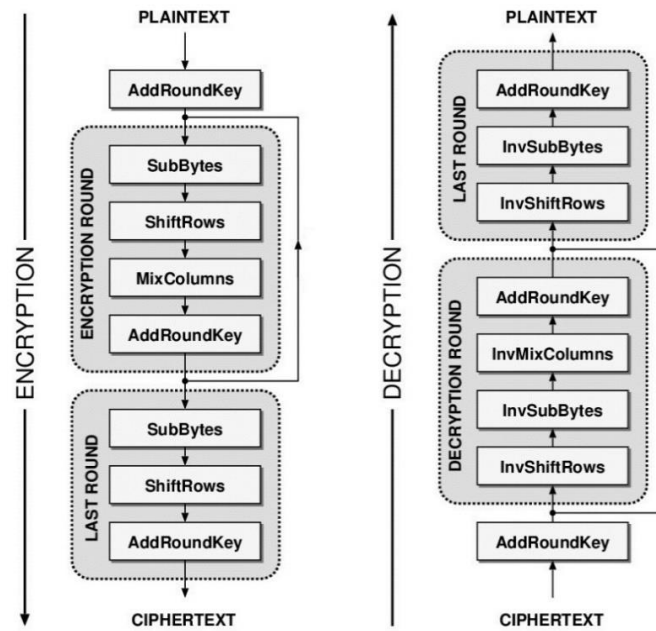 ENCRYPTION
PLAINTEXT
AddRoundKey
ENCRYPTION ROUND
SubBytes
ShiftRows
MixColumns
AddRoundKey
LAST ROUND
SubBytes
ShiftRows
AddRoundKey
CIPHERTEXT
DECRYPTION
PLAINTEXT
LAST ROUND
AddRoundKey
InvSubBytes
InvShiftRows
DECRYPTION ROUND
AddRoundKey
InvMixColumns
InvSubBytes
InvShiftRows
AddRoundKey
CIPHERTEXT